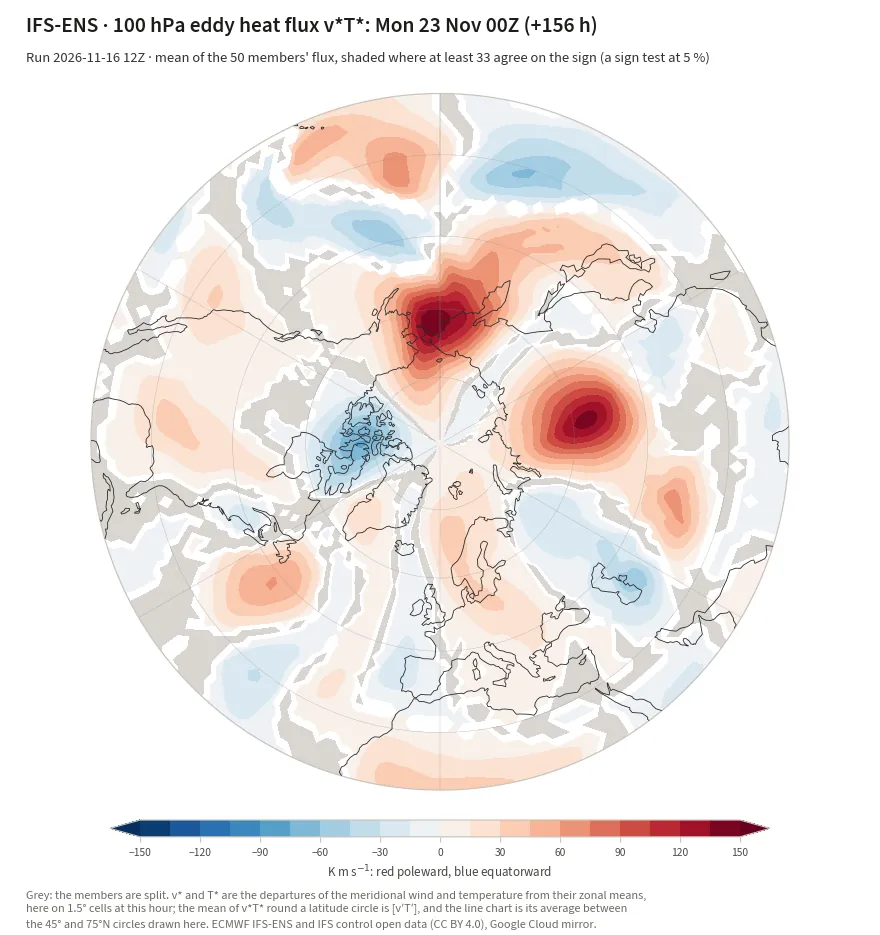 IFS-ENS · 100 hPa eddy heat flux v*T*: Mon 23 Nov 00Z (+156 h)
Run 2026-11-16 12Z · mean of the 50 members' flux, shaded where at least 33 agree on the sign (a sign test at 5 %)
−150 −120 −90 −60 −30 0 30 60 90 120 150
K m s⁻¹: red poleward, blue equatorward
Grey: the members are split. v* and T* are the departures of the meridional wind and temperature from their zonal means,
here on 1.5° cells at this hour; the mean of v*T* round a latitude circle is [v'T'], and the line chart is its average between
the 45° and 75°N circles drawn here. ECMWF IFS-ENS and IFS control open data (CC BY 4.0), Google Cloud mirror.